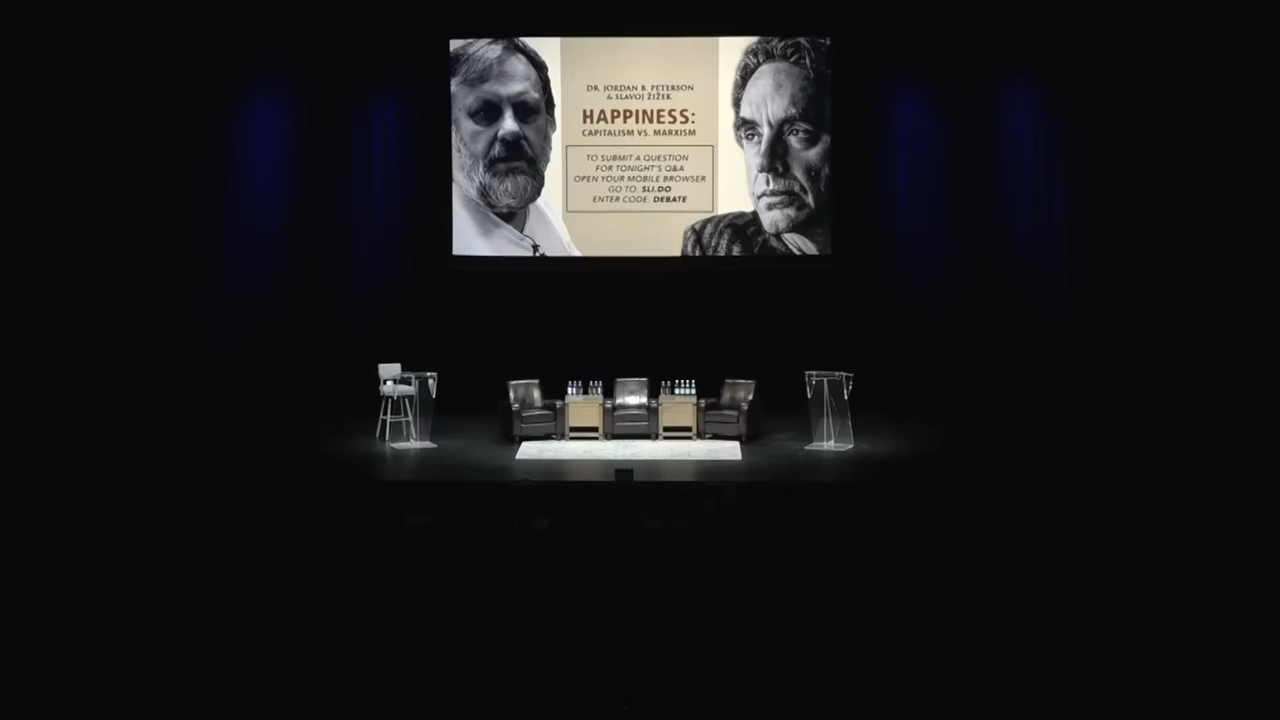 DR. JORDAN B. PETERSON
& SLAVOJ ŽIŽEK
HAPPINESS:
CAPITALISM VS. MARXISM
TO SUBMIT A QUESTION
FOR TONIGHT'S Q&A
OPEN YOUR MOBILE BROWSER
GO TO: SLI.DO
ENTER CODE: DEBATE